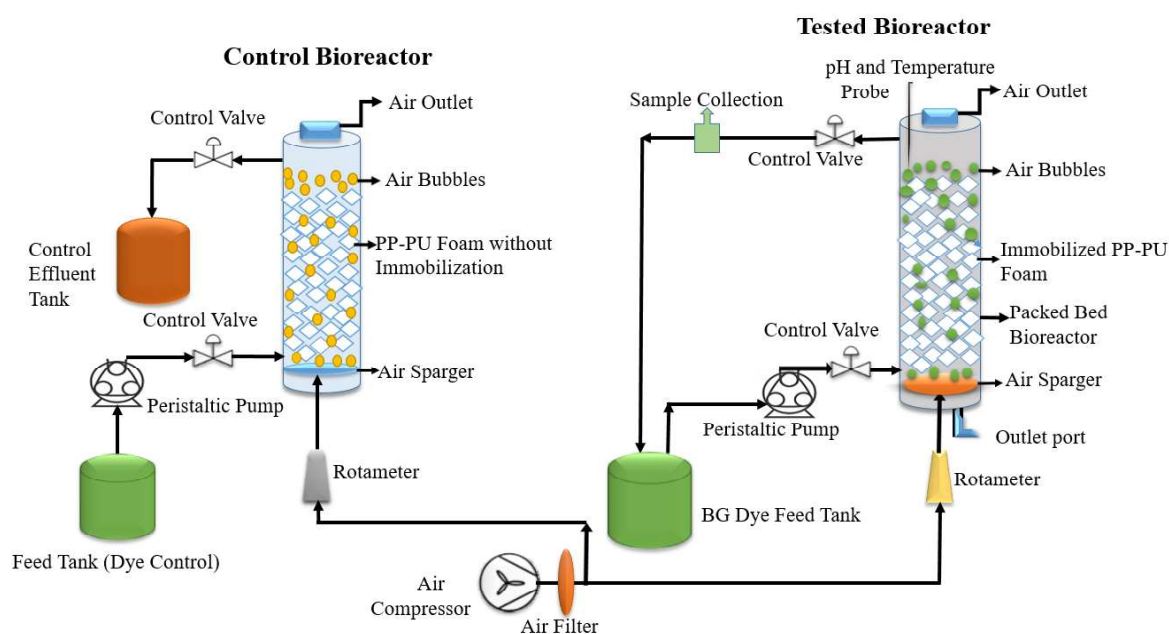 Control Bioreactor
Air Outlet
Control Valve
Air Bubbles
PP-PU Foam without
Immobilization
Control
Effluent
Tank
Control Valve
Air Sparger
Peristaltic Pump
Rotameter
Feed Tank (Dye Control)
Air
Compressor
Air Filter
Tested Bioreactor
pH and Temperature
Probe
Air Outlet
Sample Collection
Control Valve
Air Bubbles
Immobilized PP-PU
Foam
Packed Bed
Bioreactor
Control Valve
Air Sparger
Peristaltic Pump
Outlet port
Rotameter
BG Dye Feed Tank